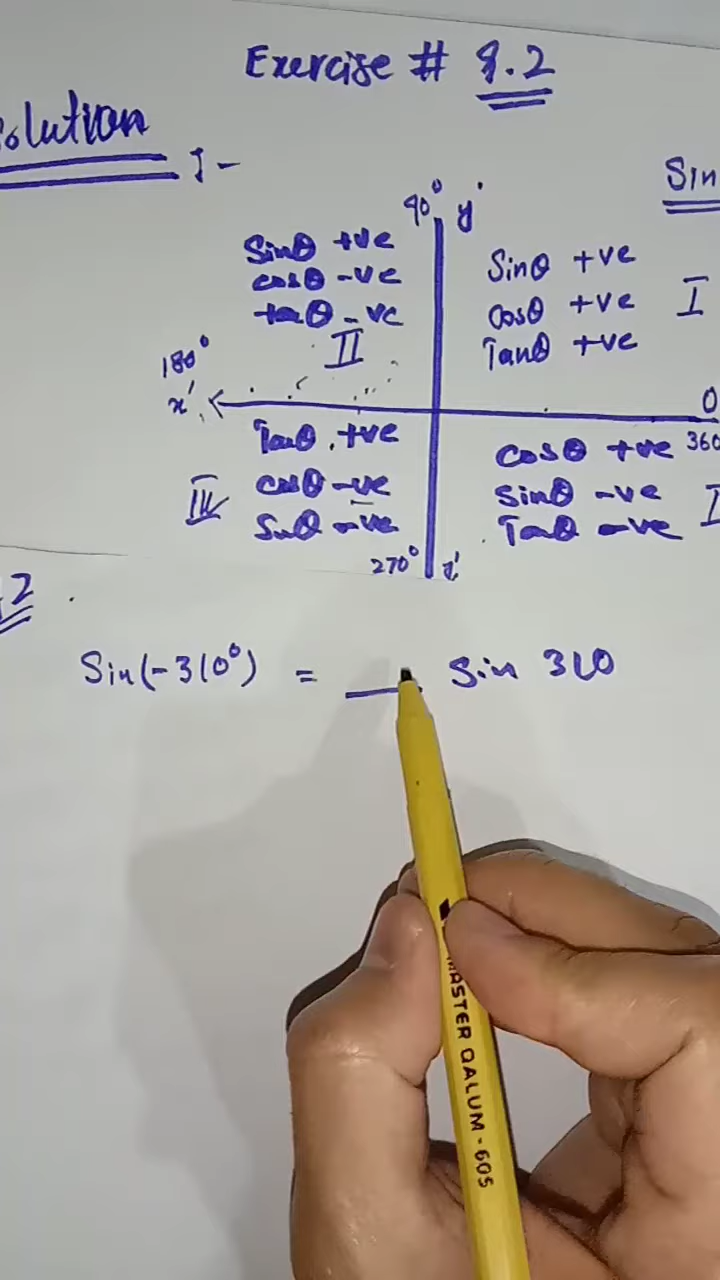 Exercise # 9.2
Solution :-
Sin
90° y
Sinθ +ve
cosθ -ve
tanθ -ve
II
Sinθ +ve
cosθ +ve
Tanθ +ve
I
180°
x'
0
360
Tanθ +ve
cosθ -ve
Sinθ -ve
III
cosθ +ve
Sinθ -ve
Tanθ -ve
270° y'
Sin(-310°) = __ Sin 310
MASTER QALUM - 605